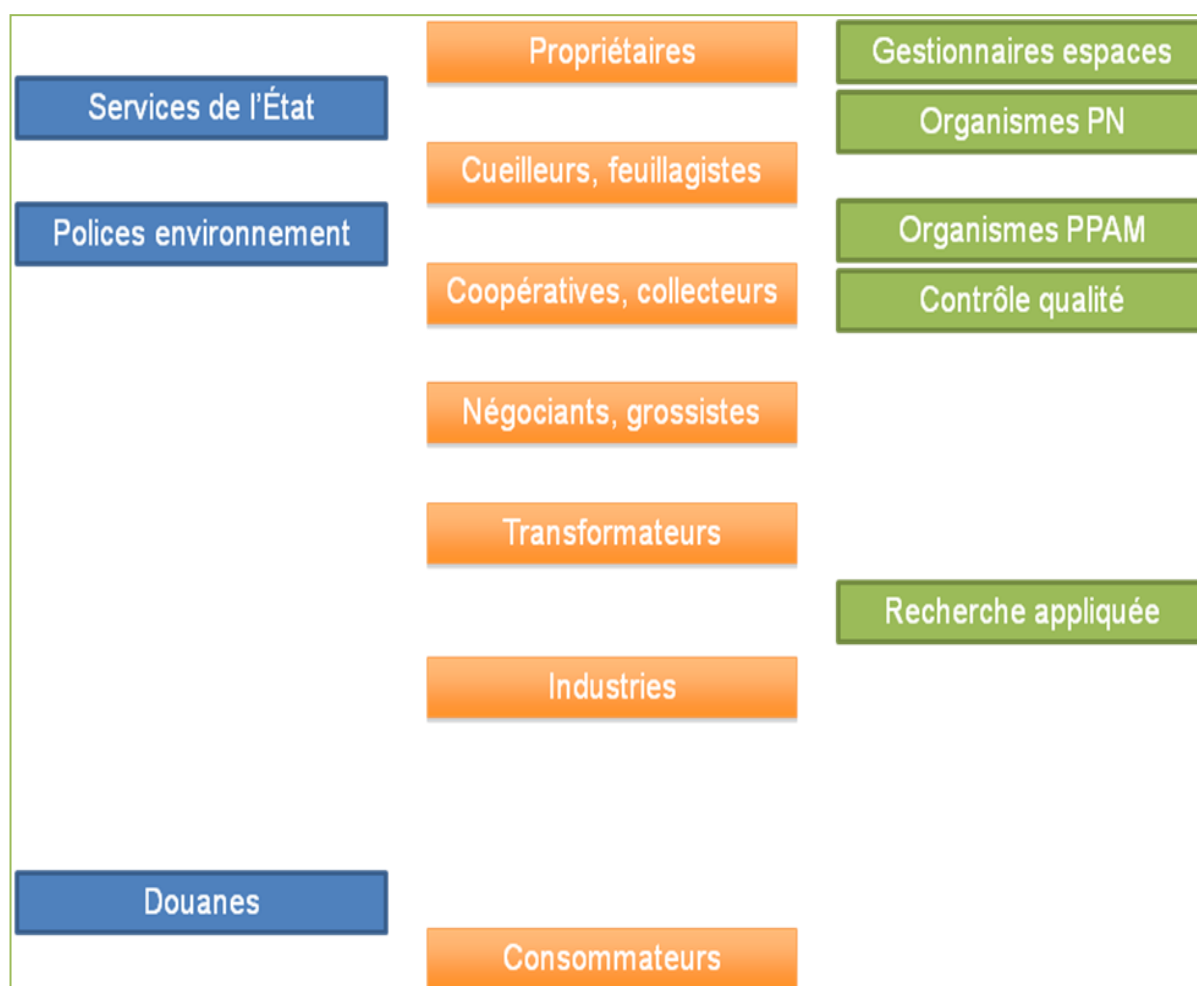 Propriétaires
Gestionnaires espaces
Services de l'État
Organismes PN
Cueilleurs, feuillagistes
Polices environnement
Organismes PPAM
Coopératives, collecteurs
Contrôle qualité
Négociants, grossistes
Transformateurs
Recherche appliquée
Industries
Douanes
Consommateurs